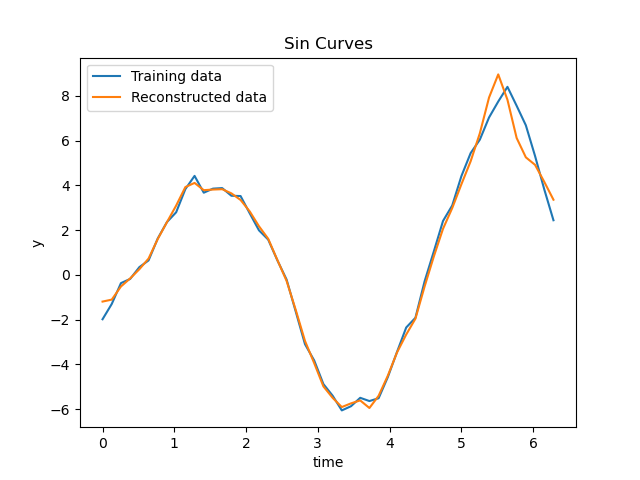 Sin Curves
Training data
Reconstructed data
8
6
4
2
0
−2
−4
−6
y
0 1 2 3 4 5 6
time